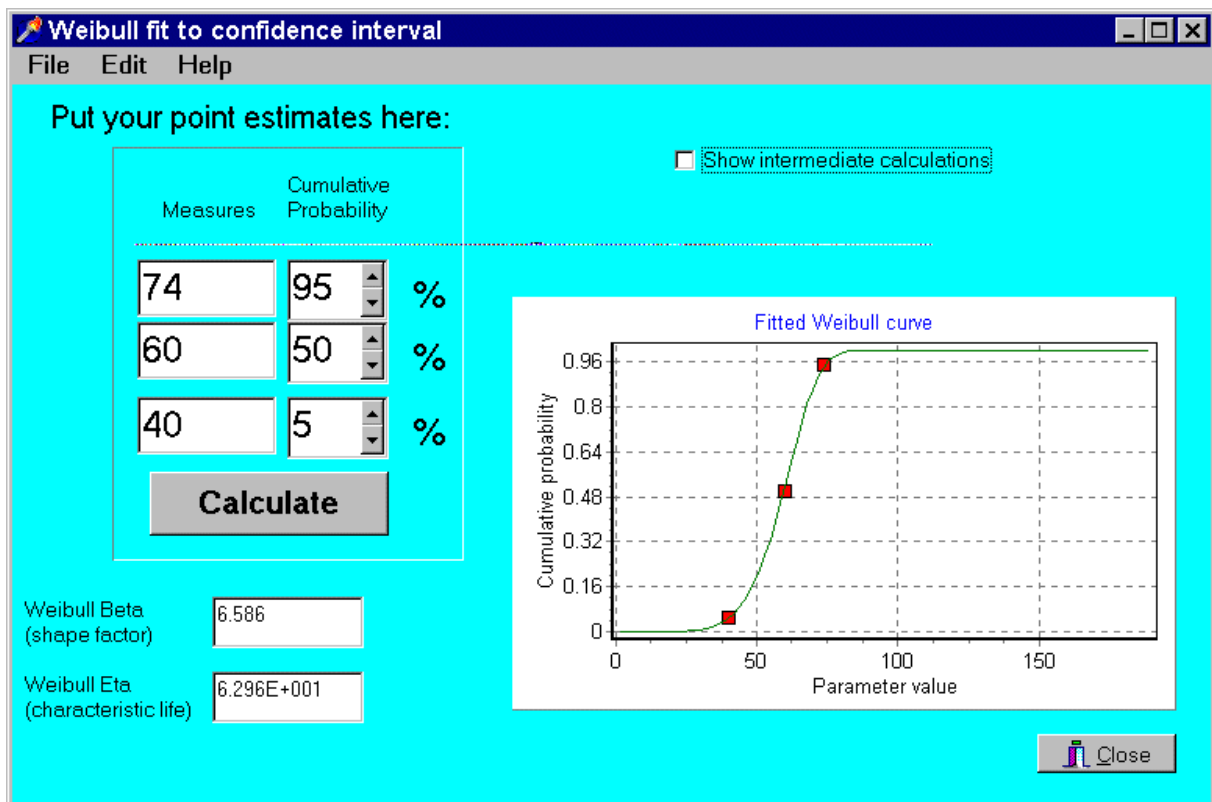 Weibull fit to confidence interval
File Edit Help
Put your point estimates here:
Show intermediate calculations
Measures
Cumulative
Probability
74 95 %
60 50 %
40 5 %
Calculate
Weibull Beta
(shape factor)
6.586
Weibull Eta
(characteristic life)
6.296E+001
Fitted Weibull curve
Cumulative probability
0.96
0.8
0.64
0.48
0.32
0.16
0
0 50 100 150
Parameter value
Close